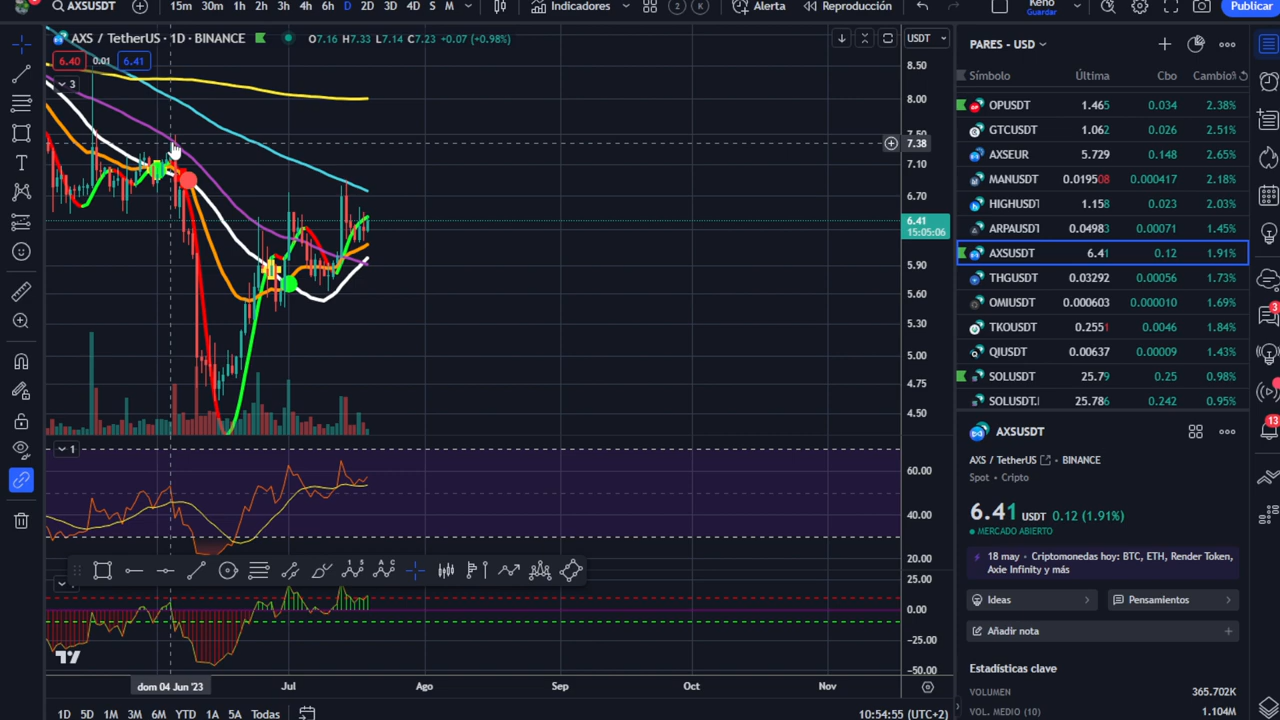 AXSUSDT
15m 30m 1h 2h 3h 4h 6h D 2D 3D 4D S M
Indicadores
2 K
Alerta
Reproducción
Keno
Guardar
Publicar
AXS / TetherUS · 1D · BINANCE
O7.16 H7.33 L7.14 C7.23 +0.07 (+0.98%)
USDT
6.40 0.01 6.41
3
8.50
8.00
7.50
7.38
7.10
6.70
6.41
15:05:06
5.90
5.60
5.30
5.00
4.75
4.50
1
60.00
40.00
20.00
25.00
0.00
−25.00
−50.00
dom 04 Jun '23
Jul
Ago
Sep
Oct
Nov
1D 5D 1M 3M 6M YTD 1A 5A Todas
10:54:55 (UTC+2)
PARES - USD
Símbolo Última Cbo Cambio%
OPUSDT 1.465 0.034 2.38%
GTCUSDT 1.062 0.026 2.51%
AXSEUR 5.729 0.148 2.65%
MANUSDT 0.019508 0.000417 2.18%
HIGHUSDT 1.158 0.023 2.03%
ARPAUSDT 0.04983 0.00071 1.45%
AXSUSDT 6.41 0.12 1.91%
THGUSDT 0.03292 0.00056 1.73%
OMIUSDT 0.000603 0.000010 1.69%
TKOUSDT 0.2551 0.0046 1.84%
QIUSDT 0.00637 0.00009 1.43%
SOLUSDT 25.79 0.25 0.98%
SOLUSDT.I 25.786 0.242 0.95%
AXSUSDT
AXS / TetherUS BINANCE
Spot • Cripto
6.41 USDT 0.12 (1.91%)
MERCADO ABIERTO
18 may • Criptomonedas hoy: BTC, ETH, Render Token,
Axie Infinity y más
Ideas
Pensamientos
Añadir nota
Estadísticas clave
VOLUMEN 365.702K
VOL. MEDIO (10) 1.104M
3
13